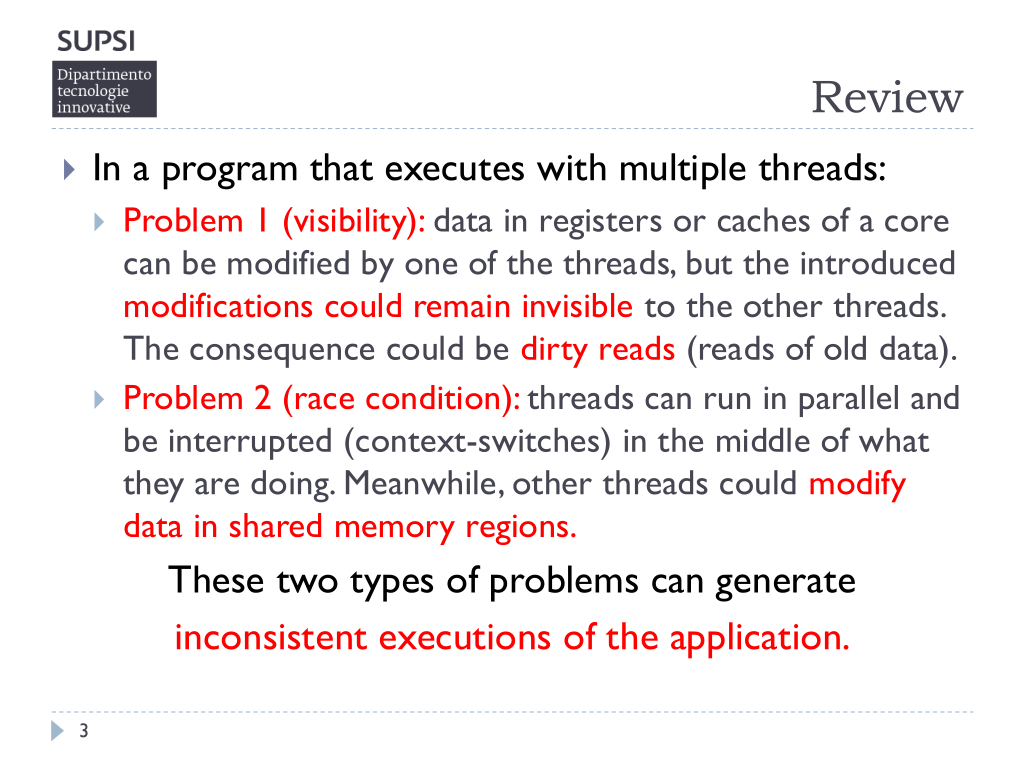 SUPSI
Dipartimento
tecnologie
innovative
Review
In a program that executes with multiple threads:
Problem 1 (visibility): data in registers or caches of a core
can be modified by one of the threads, but the introduced
modifications could remain invisible to the other threads.
The consequence could be dirty reads (reads of old data).
Problem 2 (race condition): threads can run in parallel and
be interrupted (context-switches) in the middle of what
they are doing. Meanwhile, other threads could modify
data in shared memory regions.
These two types of problems can generate
inconsistent executions of the application.
3